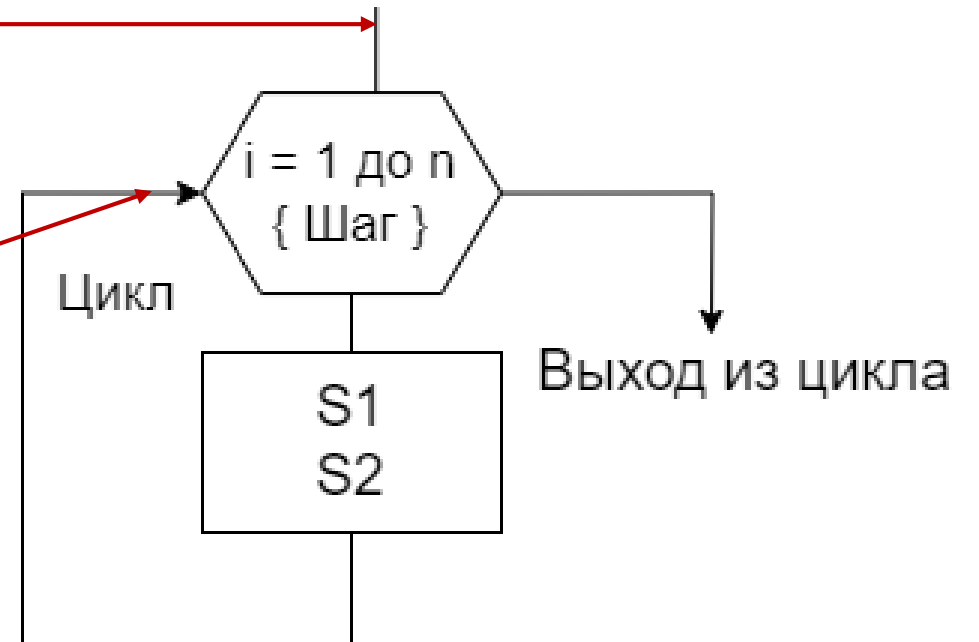 i = 1 до n
{ Шаг }
Цикл
Выход из цикла
S1
S2